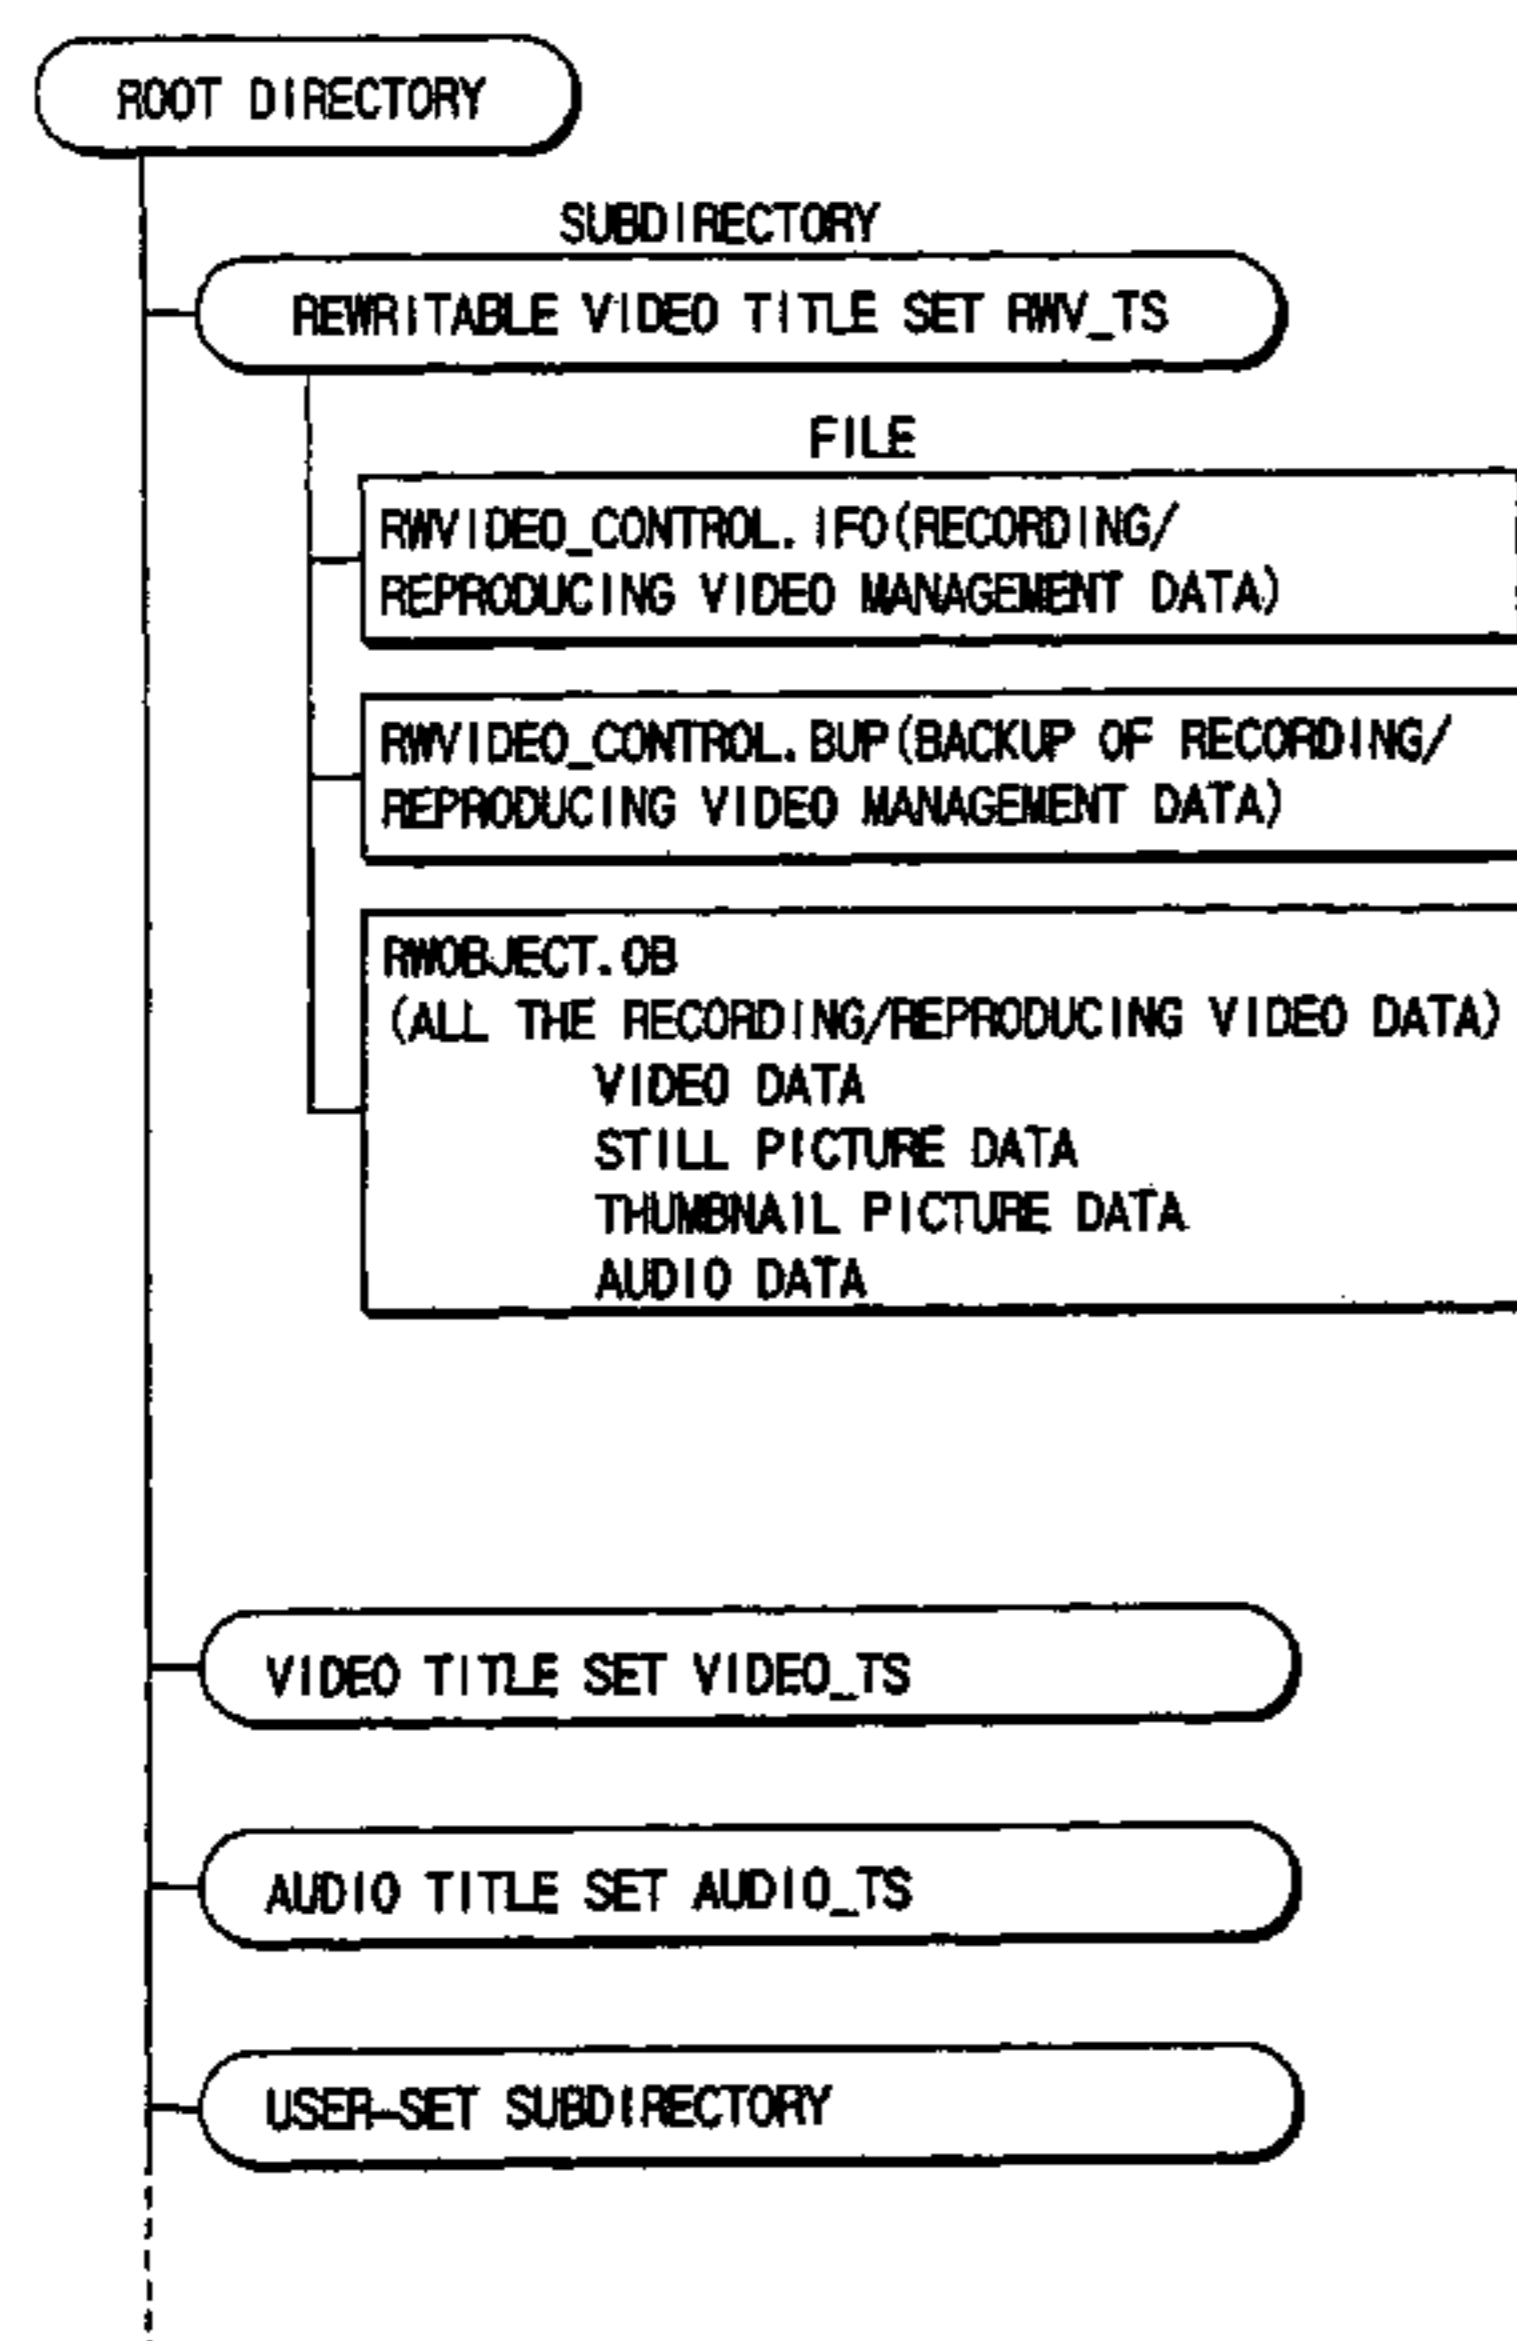 ROOT DIRECTORY
SUBDIRECTORY
REWRITABLE VIDEO TITLE SET RWV_TS
FILE
RWVIDEO_CONTROL.IFO(RECORDING/
REPRODUCING VIDEO MANAGEMENT DATA)
RWVIDEO_CONTROL.BUP(BACKUP OF RECORDING/
REPRODUCING VIDEO MANAGEMENT DATA)
RWOBJECT.OB
(ALL THE RECORDING/REPRODUCING VIDEO DATA)
VIDEO DATA
STILL PICTURE DATA
THUMBNAIL PICTURE DATA
AUDIO DATA
VIDEO TITLE SET VIDEO_TS
AUDIO TITLE SET AUDIO_TS
USER-SET SUBDIRECTORY